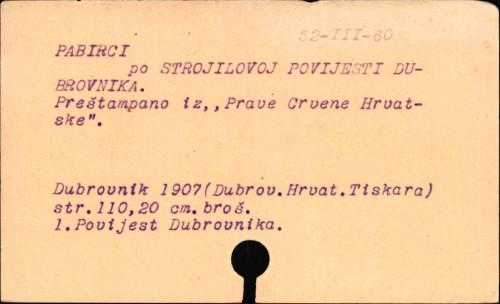 52-III-60
PABIRCI
po STROJILOVOJ POVIJESTI DU-
BROVNIKA.
Preštampano iz,,Prave Crvene Hrvat-
ske".
Dubrovnik 1907(Dubrov.Hrvat.Tiskara)
str.110,20 cm.broš.
1.Povijest Dubrovnika.